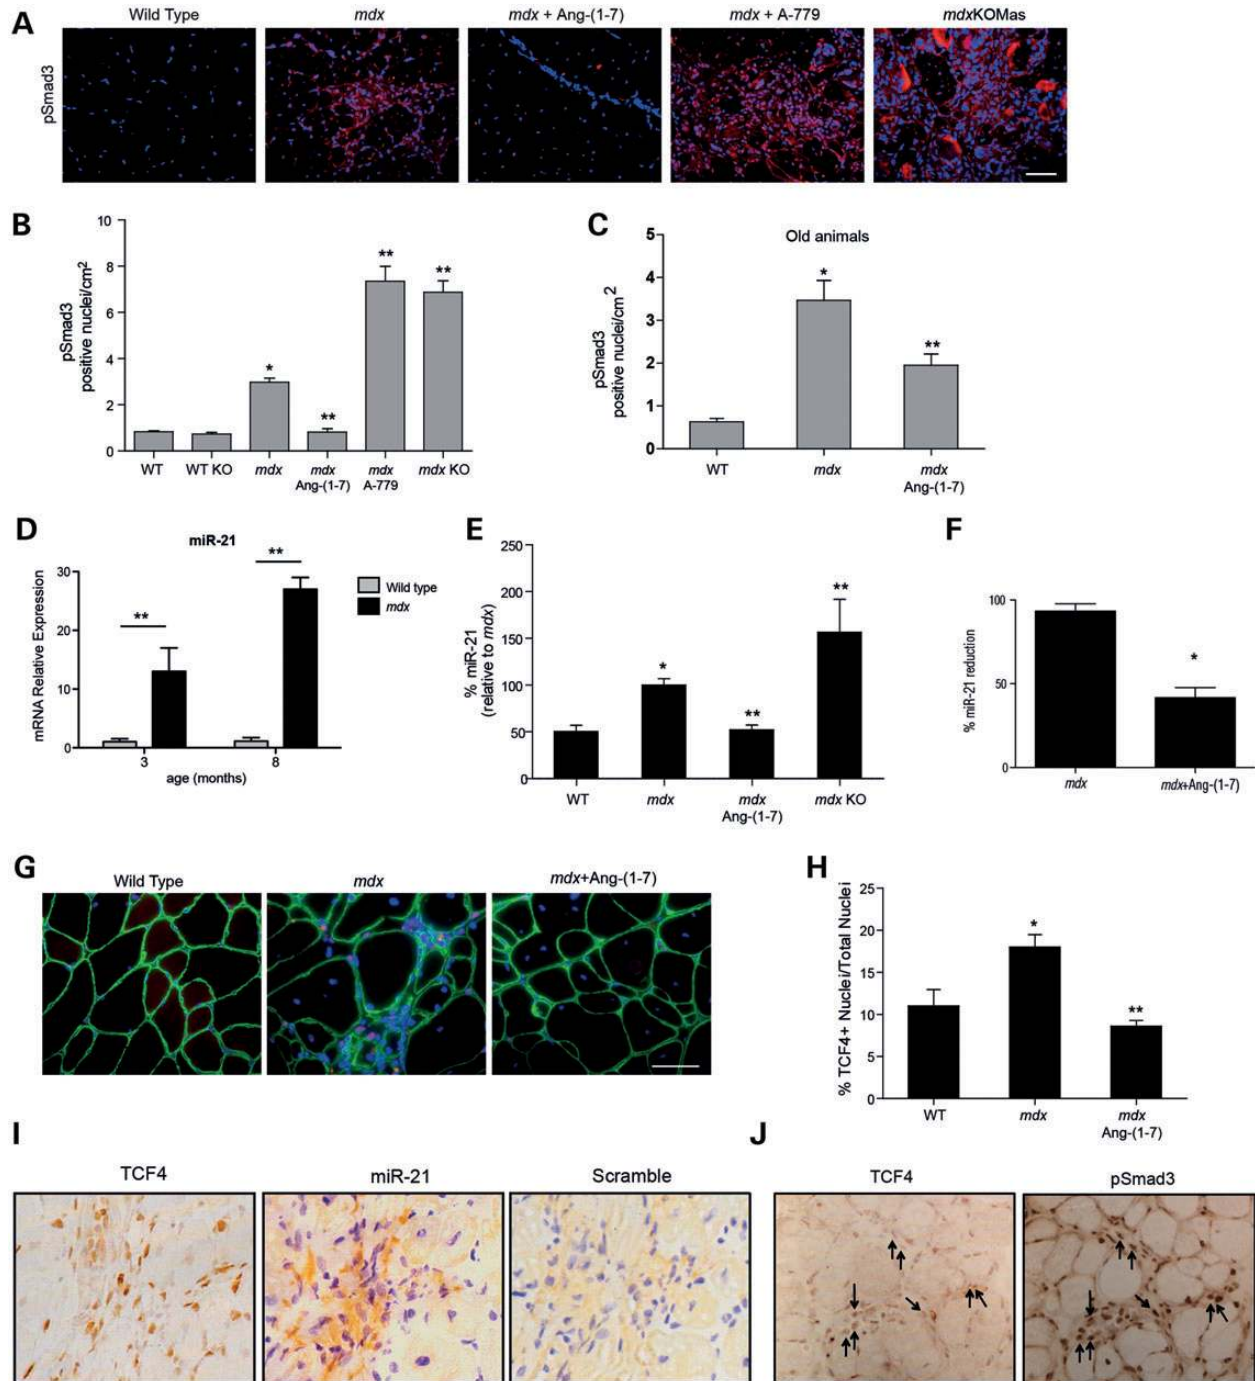 A
Wild Type mdx mdx + Ang-(1-7) mdx + A-779 mdxKOMas
pSmad3
B
pSmad3
positive nuclei/cm2
10
8
6
4
2
0
** **
*
**
WT WT KO mdx mdx mdx mdx KO
Ang-(1-7) A-779
C
Old animals
pSmad3
positive nuclei/cm2
5
4
3
2
1
0
*
**
WT mdx mdx
Ang-(1-7)
D
miR-21
mRNA Relative Expression
30
20
10
0
**
**
3 8
age (months)
Wild type
mdx
E
% miR-21
(relative to mdx)
250
200
150
100
50
0
*
**
**
WT mdx mdx mdx KO
Ang-(1-7)
F
% miR-21 reduction
100
50
0
*
mdx mdx+Ang-(1-7)
G
Wild Type mdx mdx+Ang-(1-7)
H
% TCF4+ Nuclei/Total Nuclei
25
20
15
10
5
0
*
**
WT mdx mdx
Ang-(1-7)
I
TCF4 miR-21 Scramble
J
TCF4 pSmad3